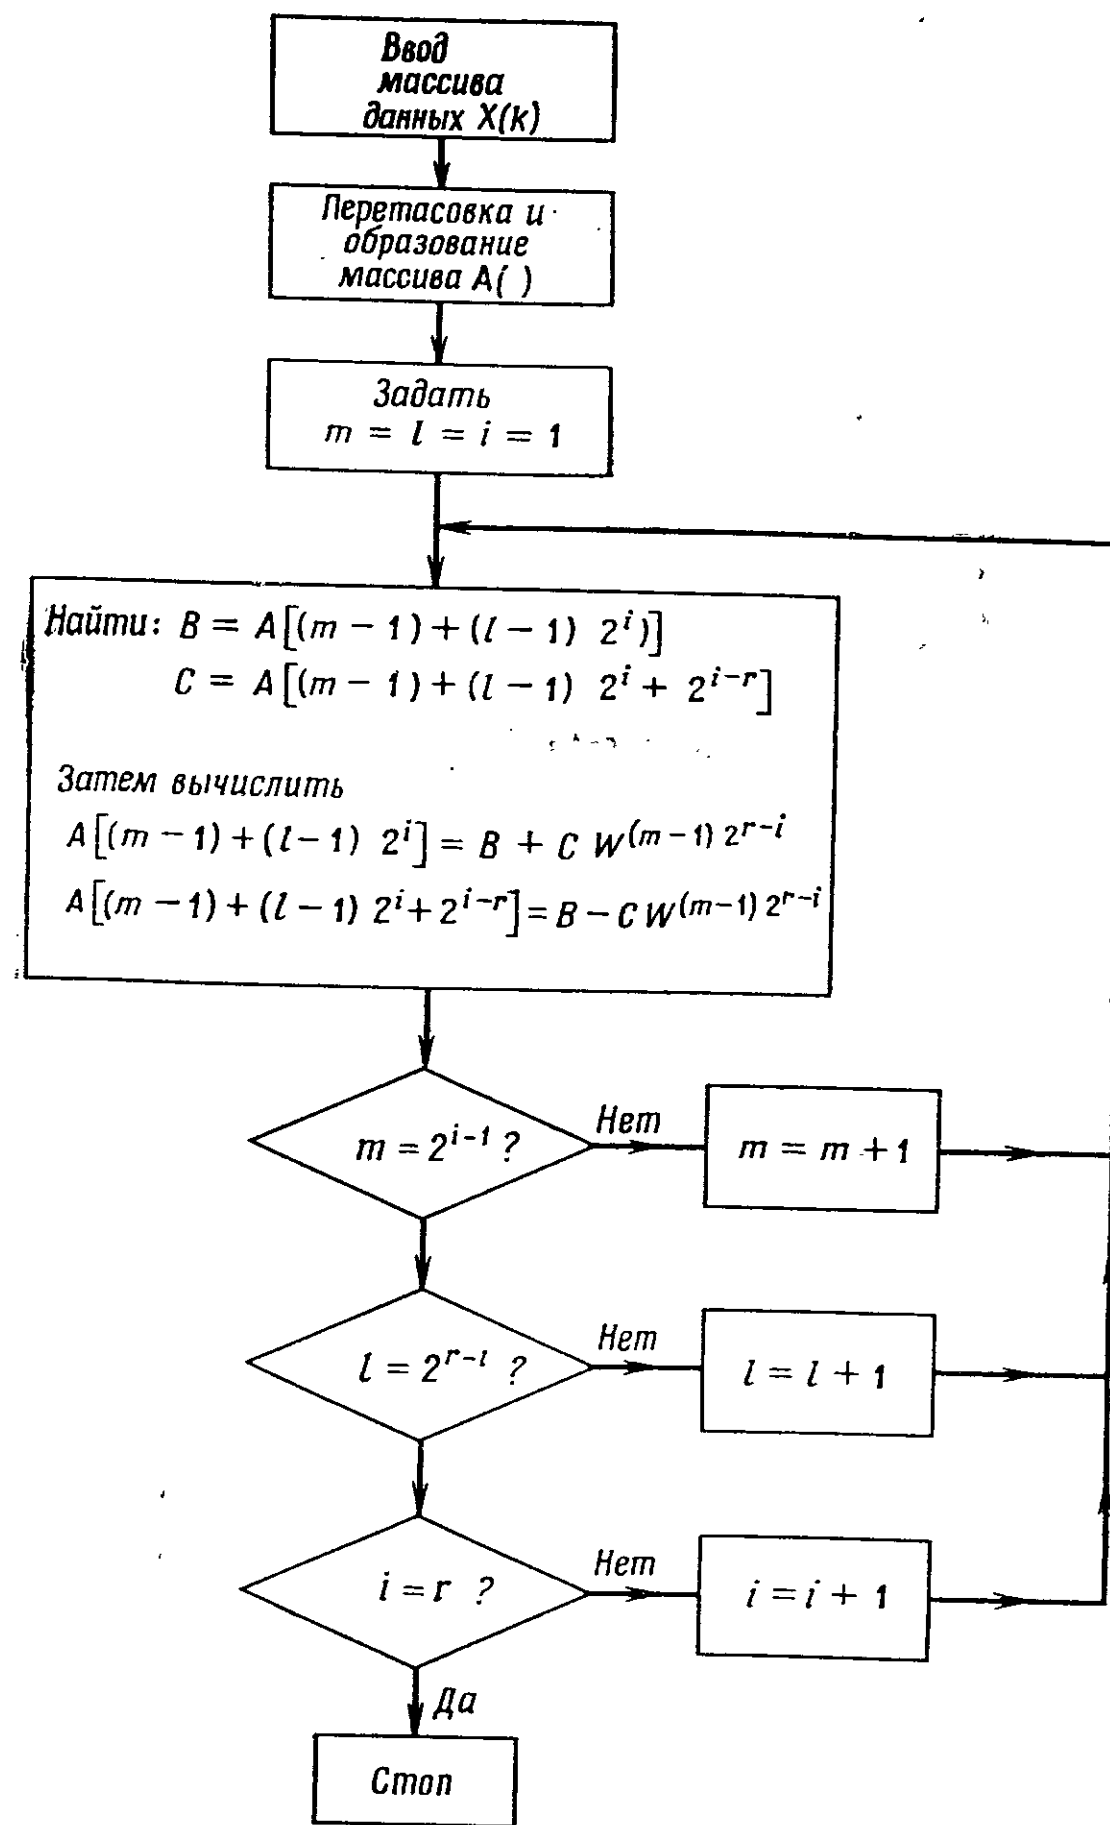 Ввод
массива
данных X(k)
Перетасовка и
образование
массива A( )
Задать
m = l = i = 1
Найти: B = A[(m − 1) + (l − 1) 2^i)]
C = A[(m − 1) + (l − 1) 2^i + 2^{i−r}]
Затем вычислить
A[(m − 1) + (l − 1) 2^i] = B + C W^{(m−1) 2^{r−i}}
A[(m − 1) + (l − 1) 2^i + 2^{i−r}] = B − C W^{(m−1) 2^{r−i}}
m = 2^{i−1} ?
Нет
m = m + 1
l = 2^{r−l} ?
Нет
l = l + 1
i = r ?
Нет
i = i + 1
Да
Стоп